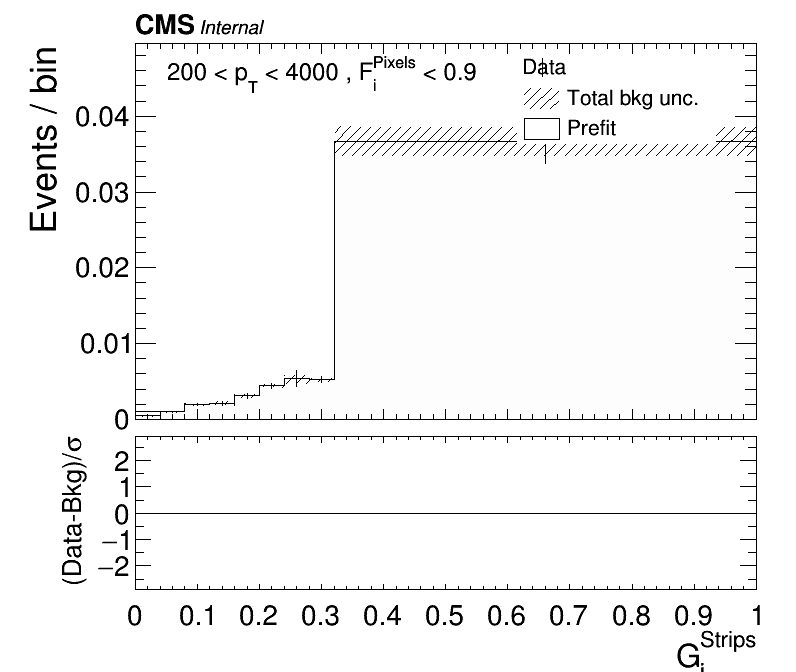 CMS Internal
200 < p_T < 4000 , F_i^Pixels < 0.9
Data
Total bkg unc.
Prefit
Events / bin
0.04
0.03
0.02
0.01
0
(Data-Bkg)/σ
2
1
0
−1
−2
0 0.1 0.2 0.3 0.4 0.5 0.6 0.7 0.8 0.9 1
G_i^Strips